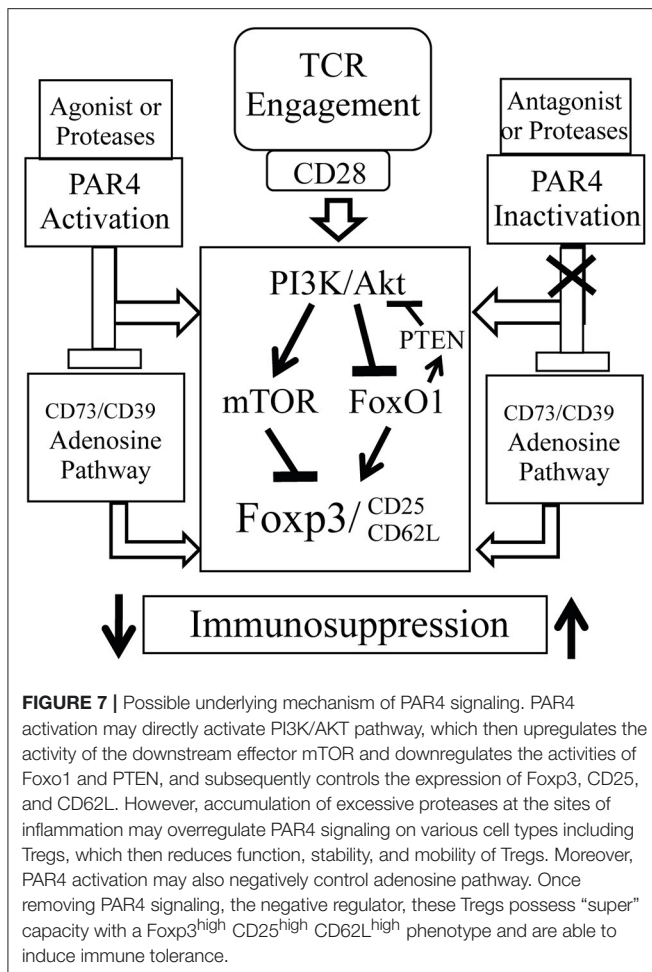 TCR
Engagement
CD28
Agonist or
Proteases
PAR4
Activation
Antagonist
or Proteases
PAR4
Inactivation
PI3K/Akt
PTEN
mTOR
FoxO1
Foxp3/ CD25
CD62L
CD73/CD39
Adenosine
Pathway
CD73/CD39
Adenosine
Pathway
Immunosuppression
FIGURE 7 | Possible underlying mechanism of PAR4 signaling. PAR4
activation may directly activate PI3K/AKT pathway, which then upregulates the
activity of the downstream effector mTOR and downregulates the activities of
Foxo1 and PTEN, and subsequently controls the expression of Foxp3, CD25,
and CD62L. However, accumulation of excessive proteases at the sites of
inflammation may overregulate PAR4 signaling on various cell types including
Tregs, which then reduces function, stability, and mobility of Tregs. Moreover,
PAR4 activation may also negatively control adenosine pathway. Once
removing PAR4 signaling, the negative regulator, these Tregs possess “super”
capacity with a Foxp3high CD25high CD62Lhigh phenotype and are able to
induce immune tolerance.